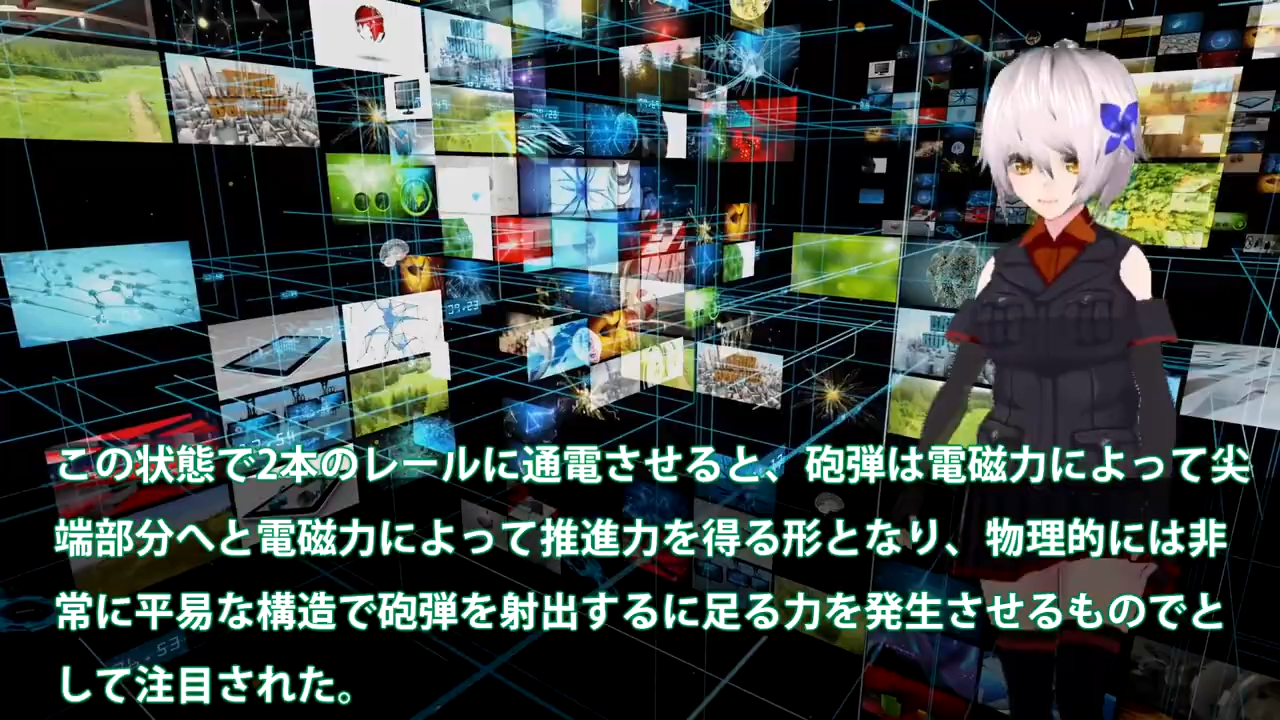 この状態で2本のレールに通電させると、砲弾は電磁力によって尖
端部分へと電磁力によって推進力を得る形となり、物理的には非
常に平易な構造で砲弾を射出するに足る力を発生させるものでと
して注目された。